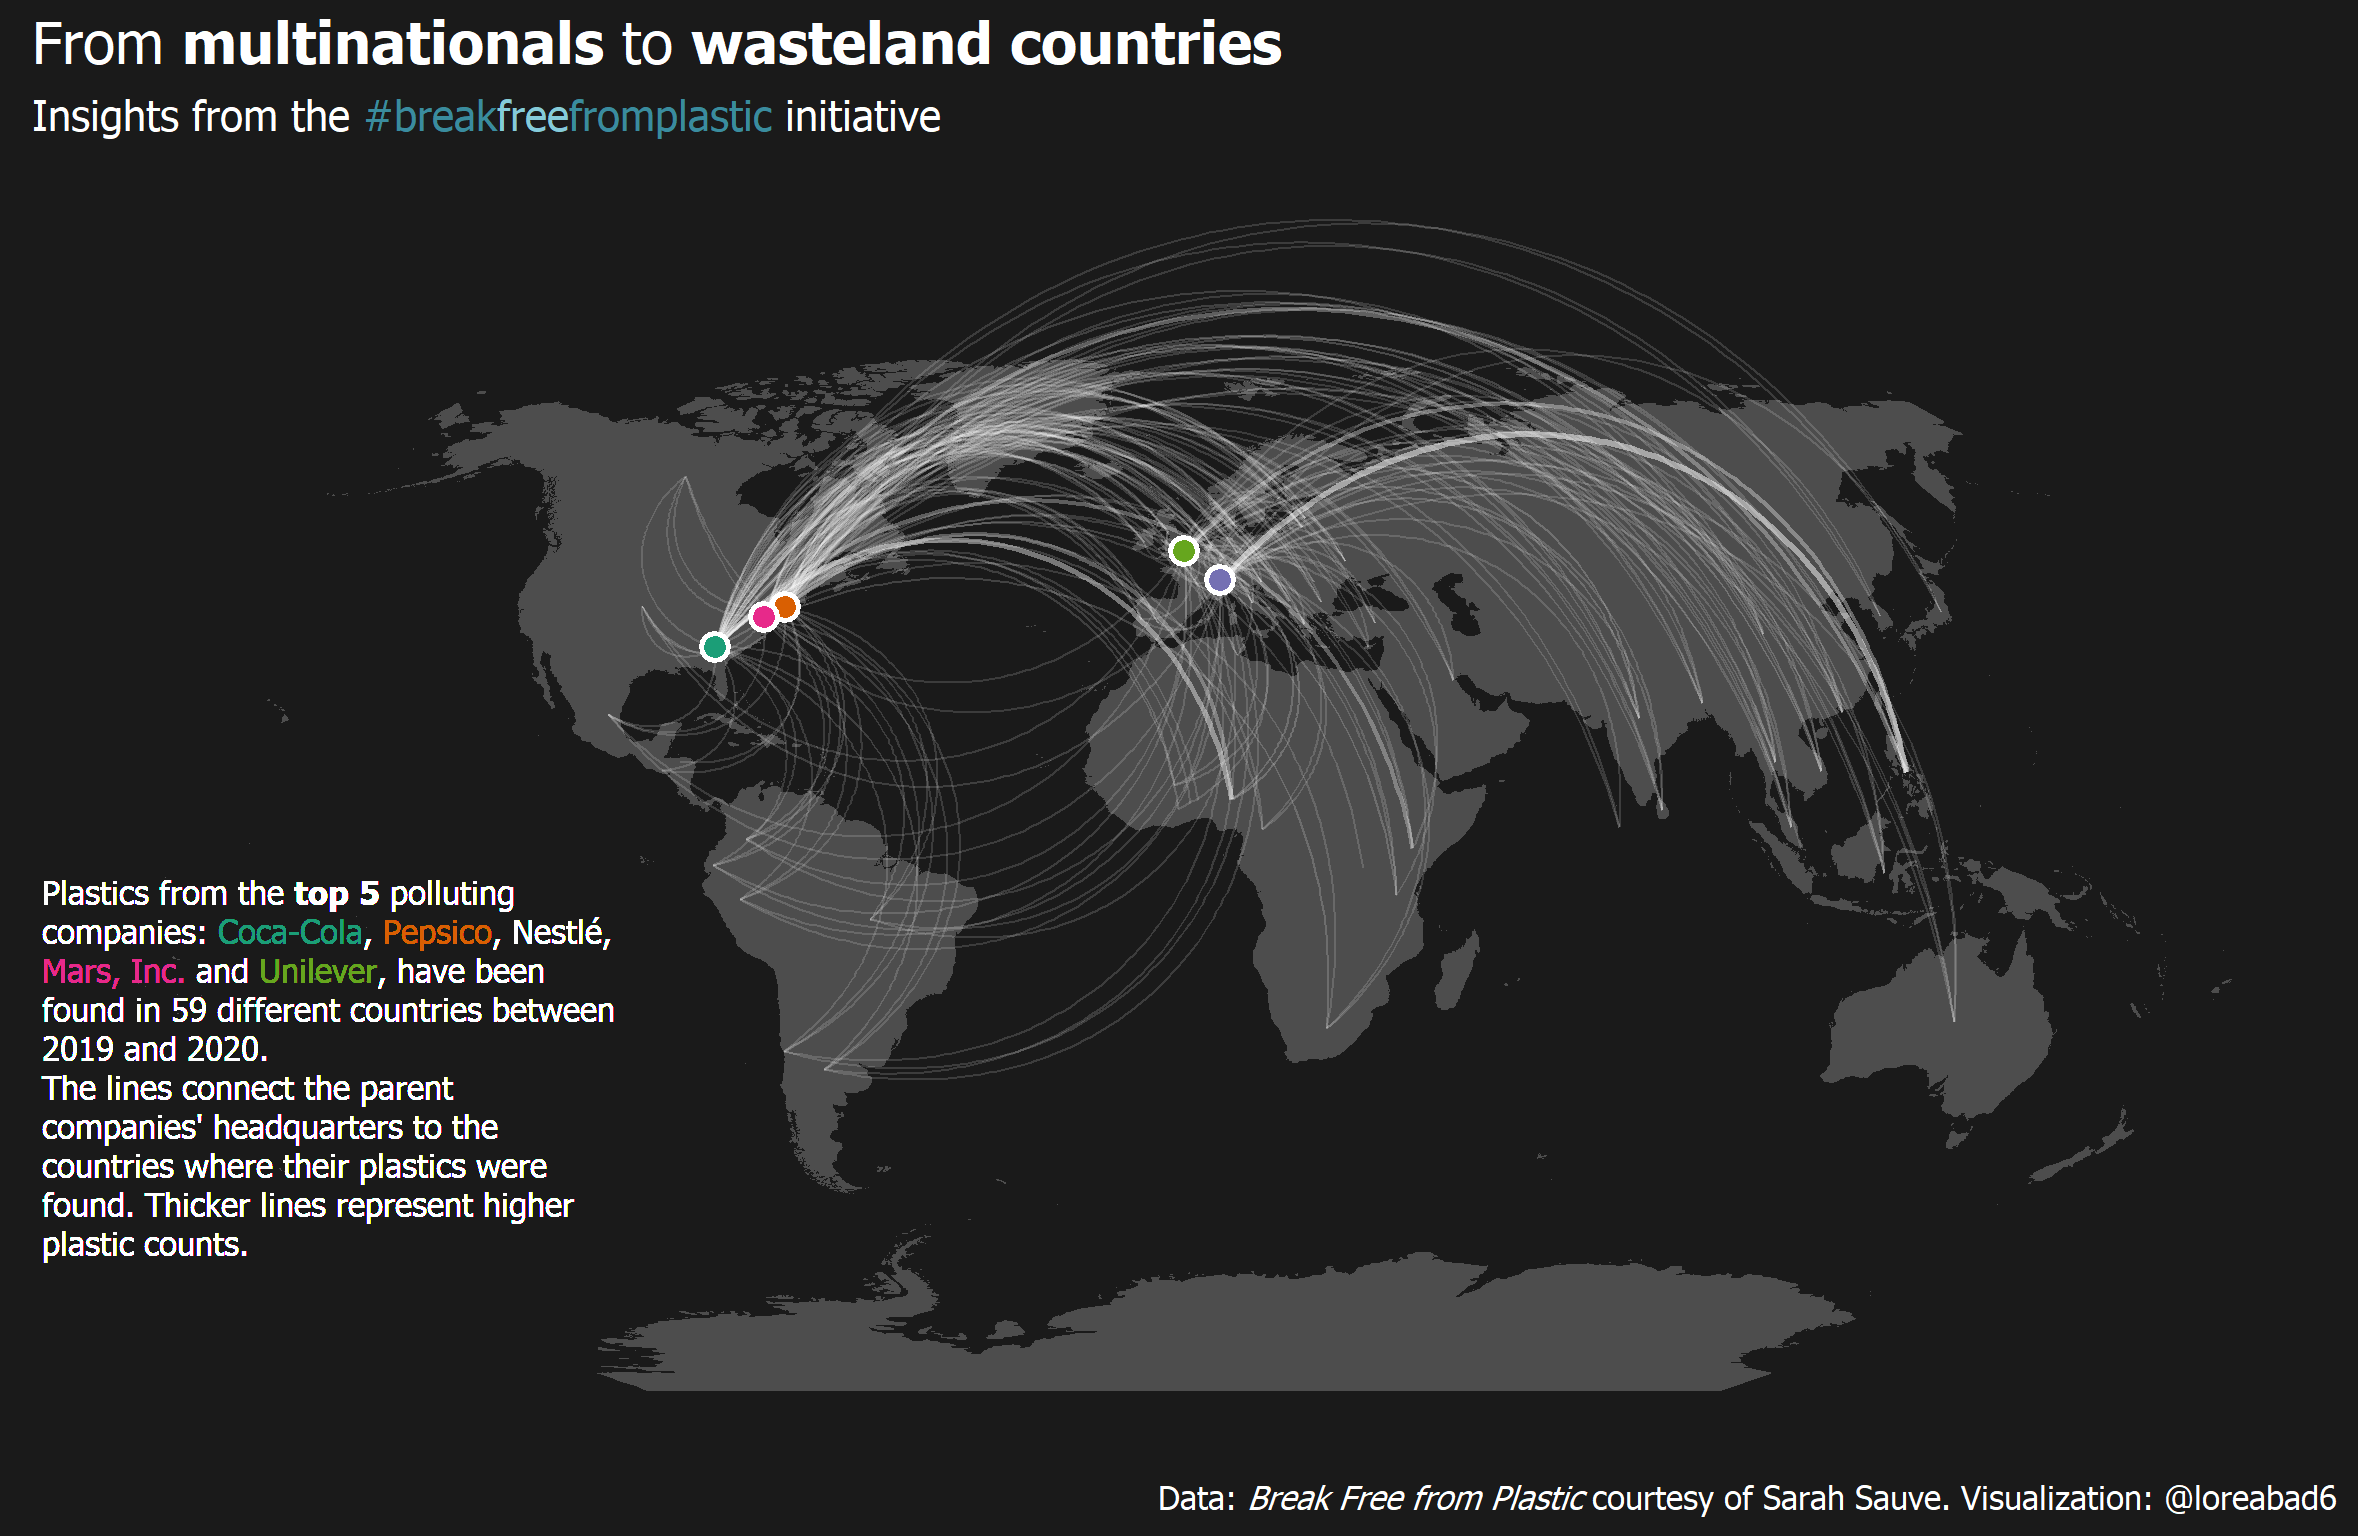 From multinationals to wasteland countries
Insights from the #breakfreefromplastic initiative
Plastics from the top 5 polluting
companies: Coca-Cola, Pepsico, Nestlé,
Mars, Inc. and Unilever, have been
found in 59 different countries between
2019 and 2020.
The lines connect the parent
companies' headquarters to the
countries where their plastics were
found. Thicker lines represent higher
plastic counts.
Data: Break Free from Plastic courtesy of Sarah Sauve. Visualization: @loreabad6